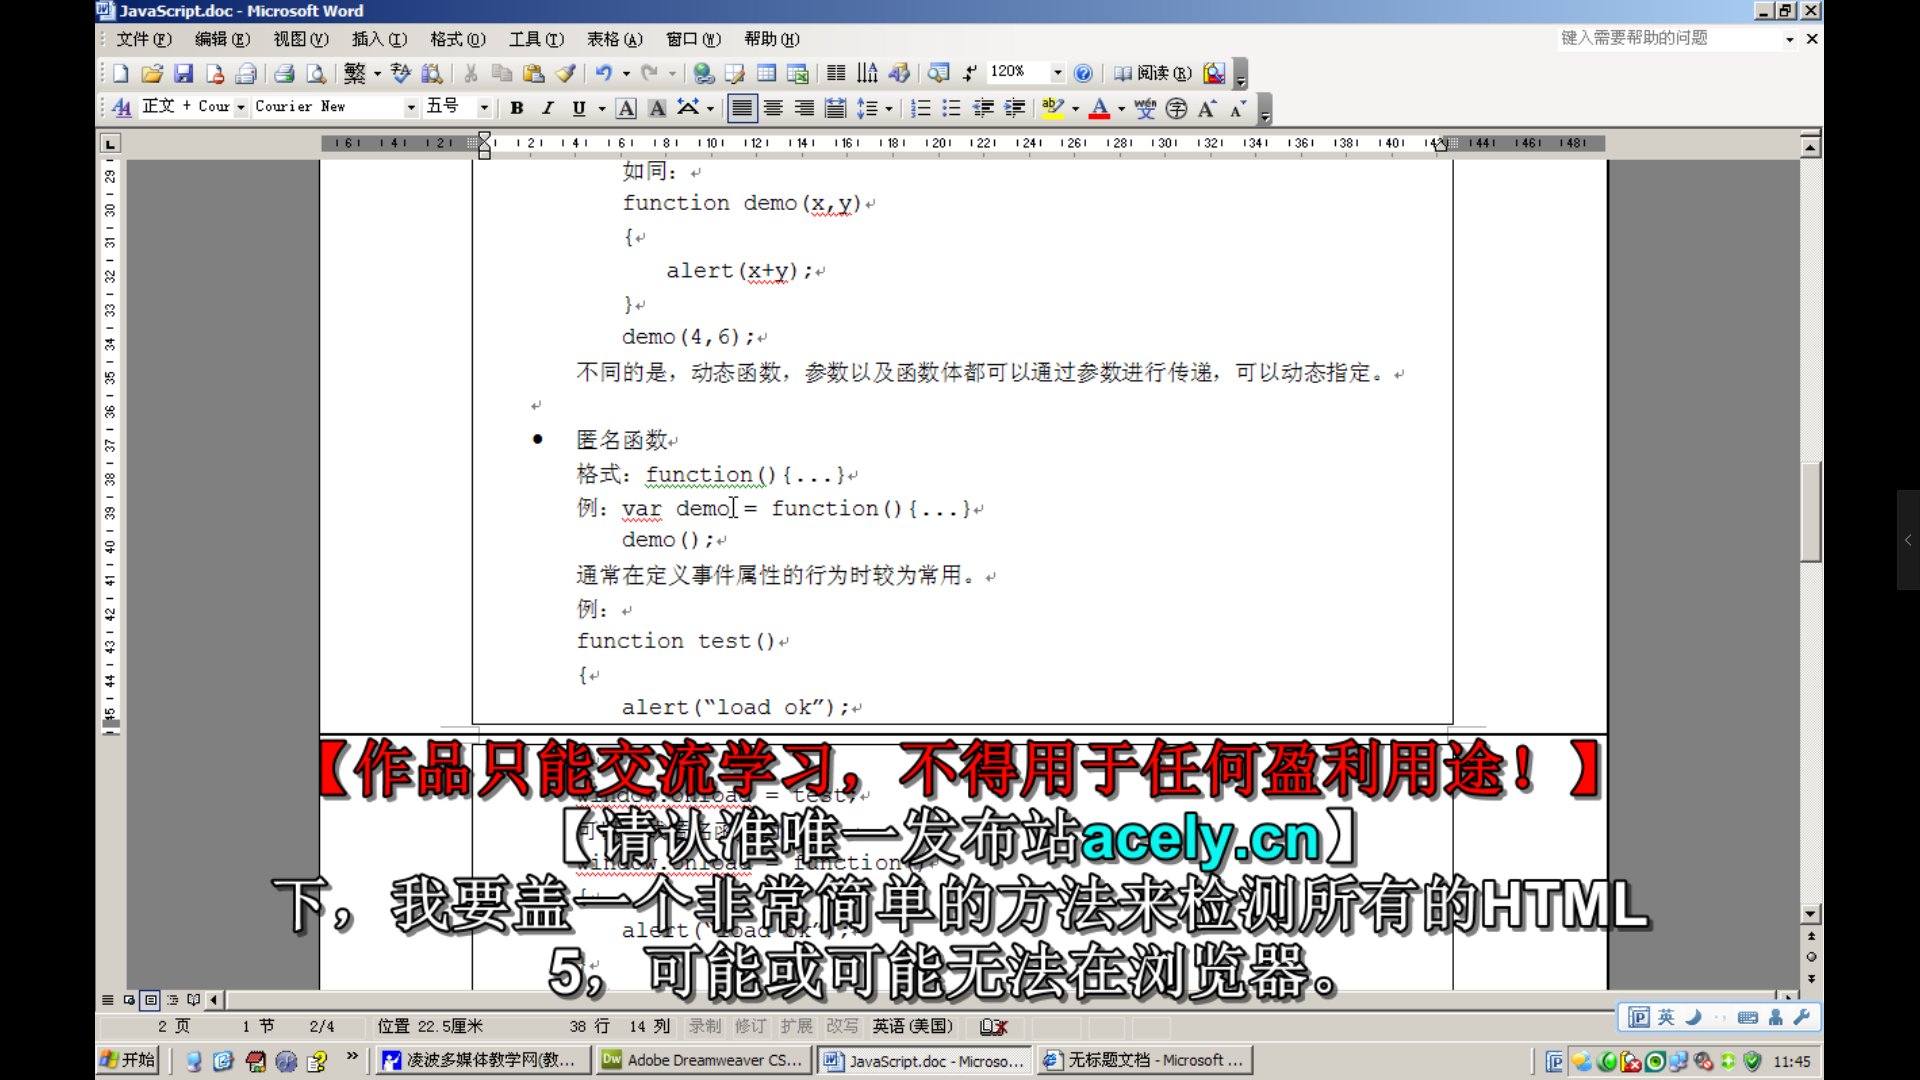 JavaScript.doc - Microsoft Word
文件(F) 编辑(E) 视图(V) 插入(I) 格式(O) 工具(T) 表格(A) 窗口(W) 帮助(H)
键入需要帮助的问题
繁 120% 阅读(R)
正文 + Cour Courier New 五号 B I U A A
如同：
function demo(x,y)
{
alert(x+y);
}
demo(4,6);
不同的是，动态函数，参数以及函数体都可以通过参数进行传递，可以动态指定。
● 匿名函数
格式：function(){...}
例：var demo = function(){...}
demo();
通常在定义事件属性的行为时较为常用。
例：
function test()
{
alert(“load ok”);
【作品只能交流学习，不得用于任何盈利用途！】
window.onload = test;
【请认准唯一发布站acely.cn】
window.onload = function()
{
下，我要盖一个非常简单的方法来检测所有的HTML
alert(“load ok”);
5，可能或可能无法在浏览器。
2 页 1 节 2/4 位置 22.5厘米 38 行 14 列 录制 修订 扩展 改写 英语(美国)
英
开始 凌波多媒体教学网(教... Adobe Dreamweaver CS... JavaScript.doc - Microso... 无标题文档 - Microsoft ... 11:45